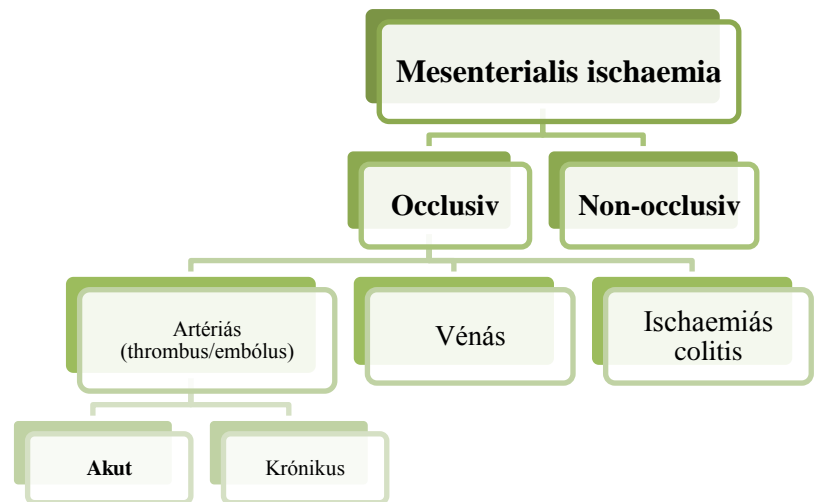 Mesenterialis ischaemia
Occlusiv
Non-occlusiv
Artériás
(thrombus/embólus)
Vénás
Ischaemiás
colitis
Akut
Krónikus